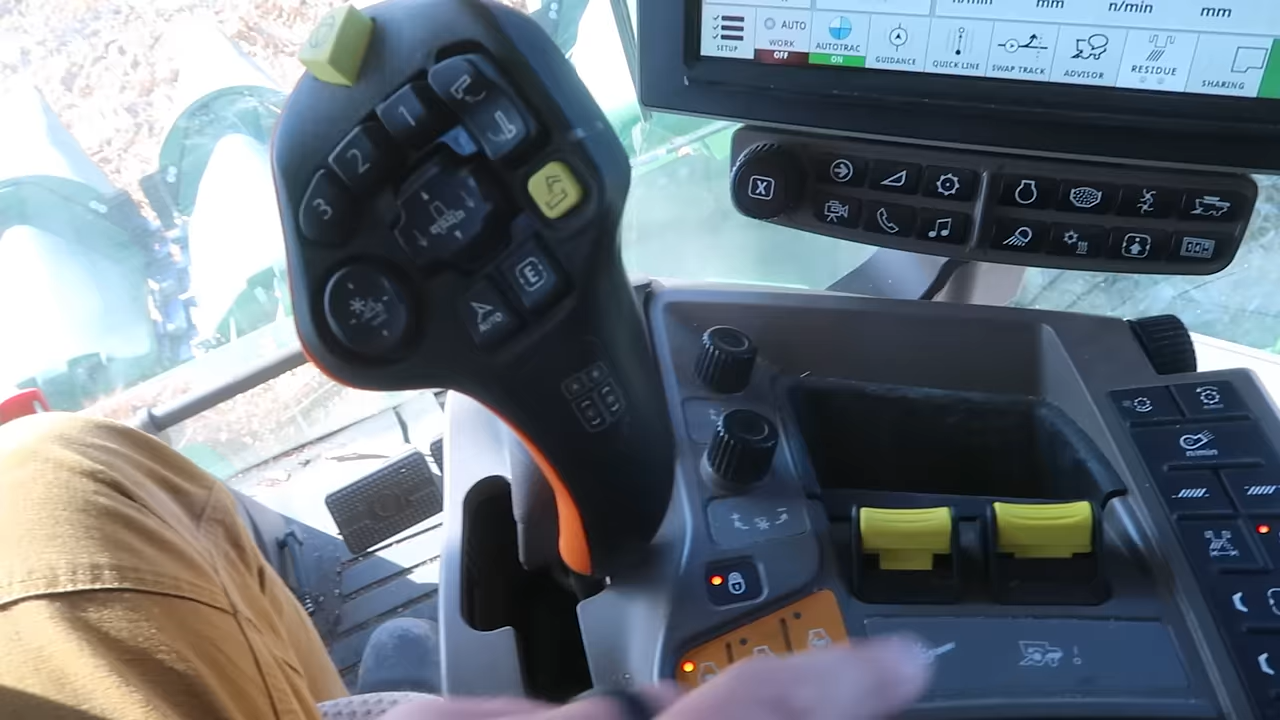 n/min mm n/min mm
SETUP
AUTO
WORK
OFF
AUTOTRAC
ON
GUIDANCE
QUICK LINE
SWAP TRACK
ADVISOR
RESIDUE
SHARING
1
2
3
E
AUTO
X
n/min